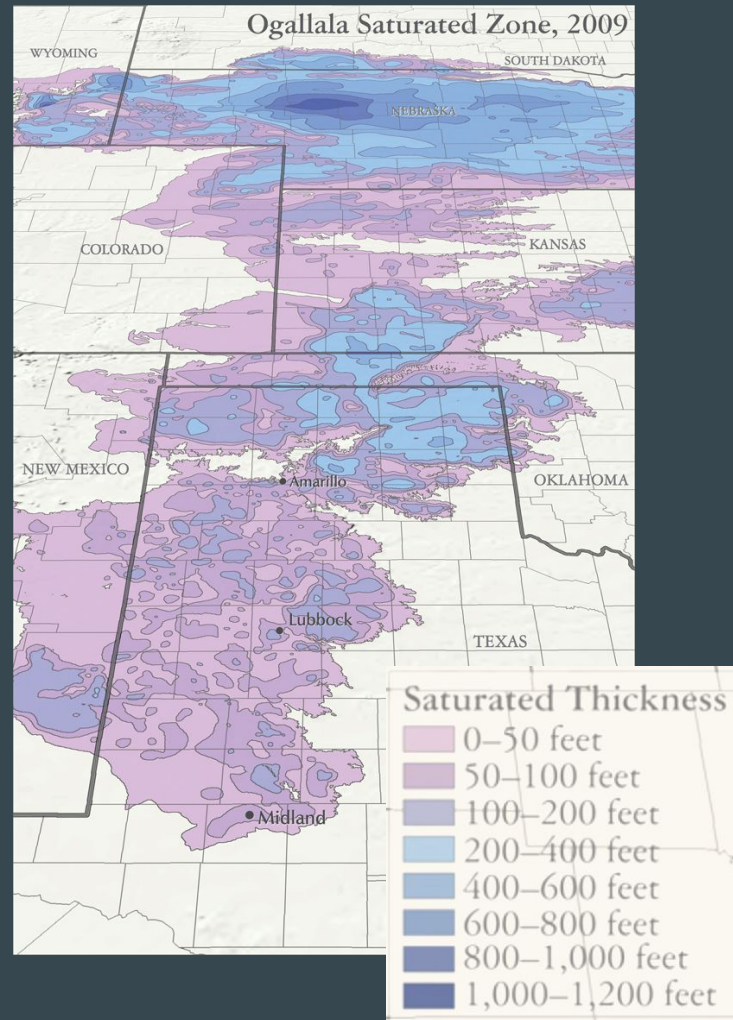 Ogallala Saturated Zone, 2009
WYOMING
SOUTH DAKOTA
NEBRASKA
COLORADO
KANSAS
NEW MEXICO
Amarillo
OKLAHOMA
Lubbock
TEXAS
Midland
Saturated Thickness
0–50 feet
50–100 feet
100–200 feet
200–400 feet
400–600 feet
600–800 feet
800–1,000 feet
1,000–1,200 feet